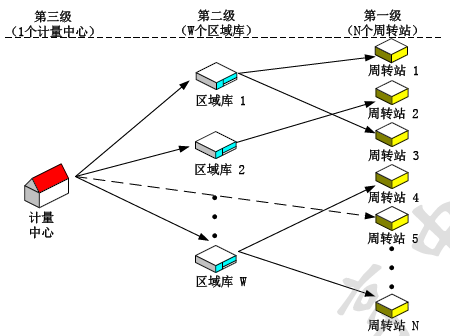 第三级 第二级 第一级
(1个计量中心) (W个区域库) (N个周转站)
周转站 1
区域库 1
周转站 2
周转站 3
区域库 2
周转站 4
计量
中心
周转站 5
区域库 W
周转站 N